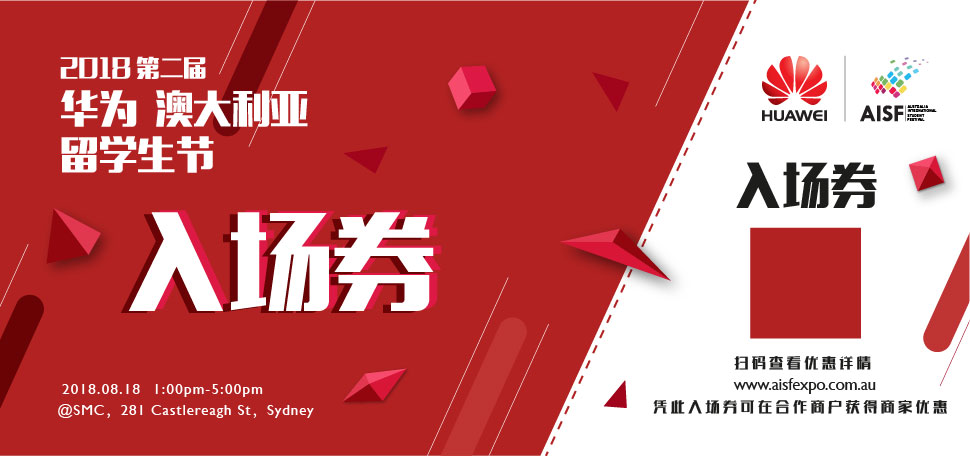 2018 第二届
华为 澳大利亚
留学生节
入场券
2018.08.18 1:00pm-5:00pm
@SMC, 281 Castlereagh St, Sydney
HUAWEI
AISF
AUSTRALIA
INTERNATIONAL
STUDENT
FESTIVAL
入场券
扫码查看优惠详情
www.aisfexpo.com.au
凭此入场券可在合作商户获得商家优惠